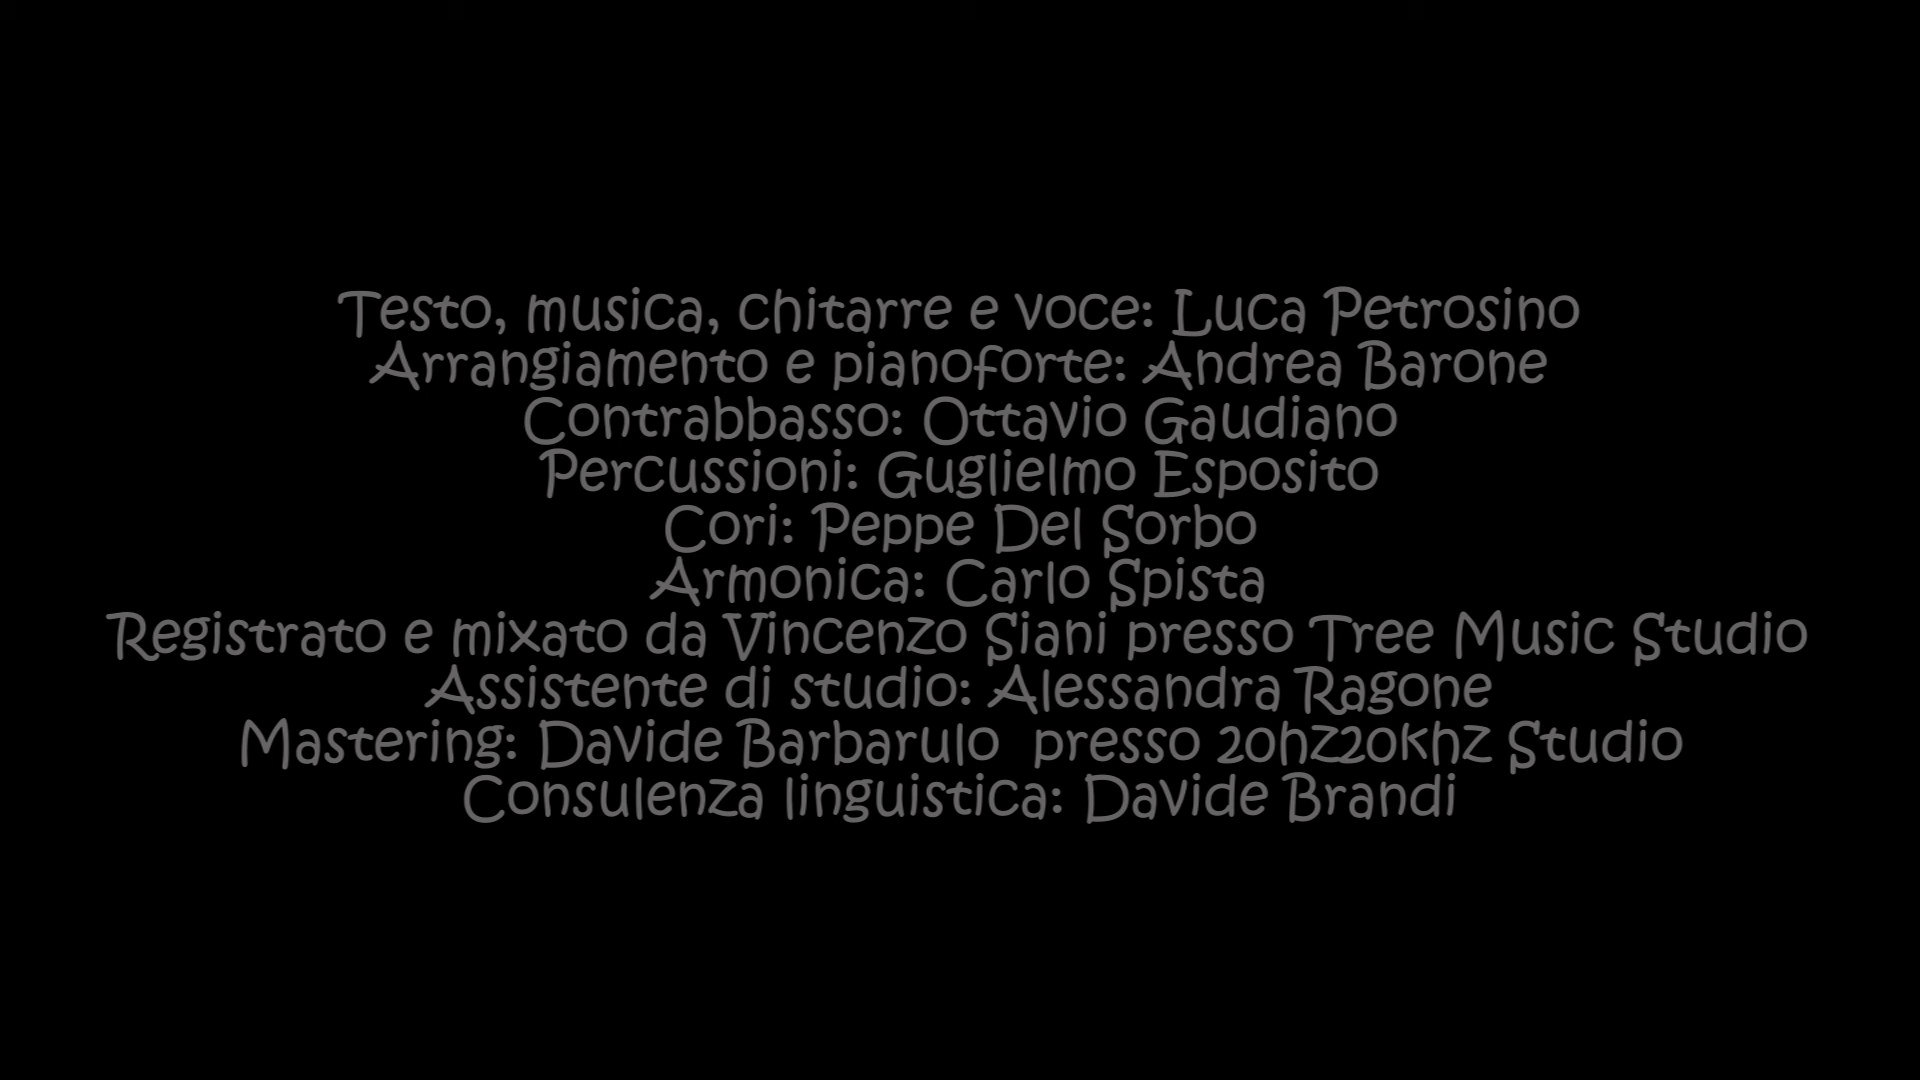 Testo, musica, chitarre e voce: Luca Petrosino
Arrangiamento e pianoforte: Andrea Barone
Contrabbasso: Ottavio Gaudiano
Percussioni: Guglielmo Esposito
Cori: Peppe Del Sorbo
Armonica: Carlo Spista
Registrato e mixato da Vincenzo Siani presso Tree Music Studio
Assistente di studio: Alessandra Ragone
Mastering: Davide Barbarulo  presso 20hz20khz Studio
Consulenza linguistica: Davide Brandi